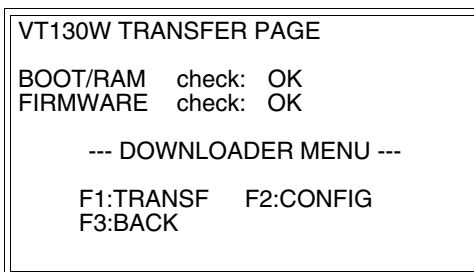 VT130W TRANSFER PAGE
BOOT/RAM check: OK
FIRMWARE check: OK
--- DOWNLOADER MENU ---
F1:TRANSF F2:CONFIG
F3:BACK